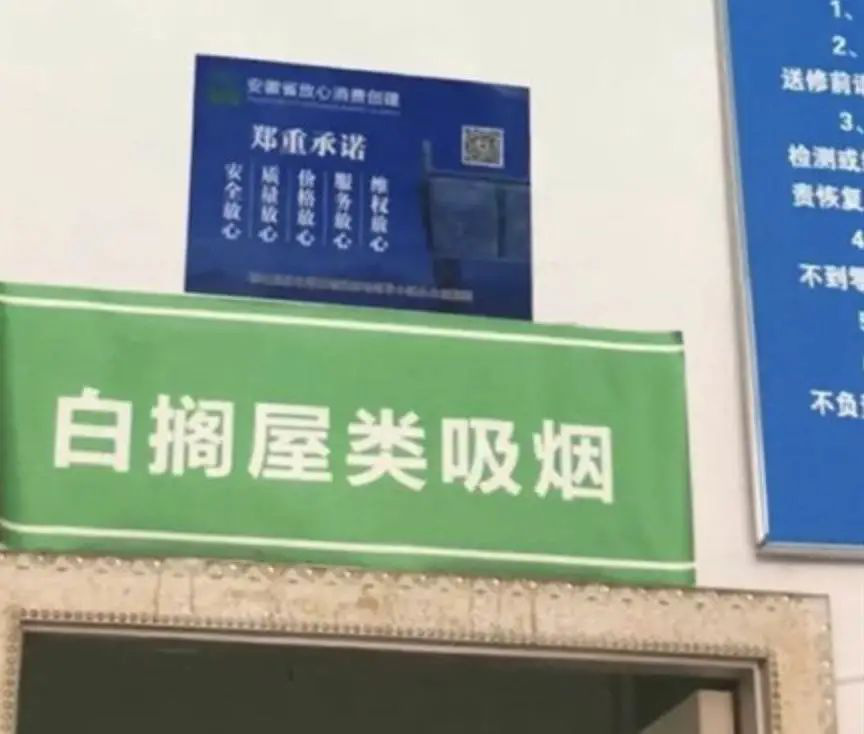 安徽省放心消费创建
郑重承诺
安全放心
质量放心
价格放心
服务放心
维权放心
白搁屋类吸烟
1、
2、
送修前
3、
检测或
责恢复
4
不到
不负